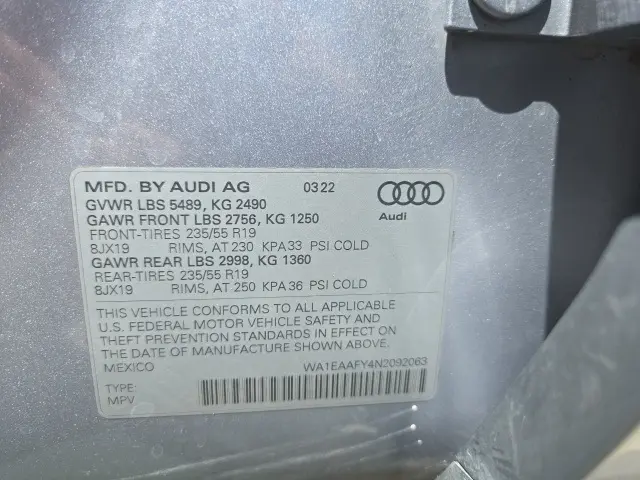 MFD. BY AUDI AG 03 22
GVWR LBS 5489, KG 2490
GAWR FRONT LBS 2756, KG 1250
Audi
FRONT-TIRES 235/55 R19
8JX19 RIMS, AT 230 KPA 33 PSI COLD
GAWR REAR LBS 2998, KG 1360
REAR-TIRES 235/55 R19
8JX19 RIMS, AT 250 KPA 36 PSI COLD
THIS VEHICLE CONFORMS TO ALL APPLICABLE
U.S. FEDERAL MOTOR VEHICLE SAFETY AND
THEFT PREVENTION STANDARDS IN EFFECT ON
THE DATE OF MANUFACTURE SHOWN ABOVE.
MEXICO WA1EAAFY4N2092063
TYPE:
MPV